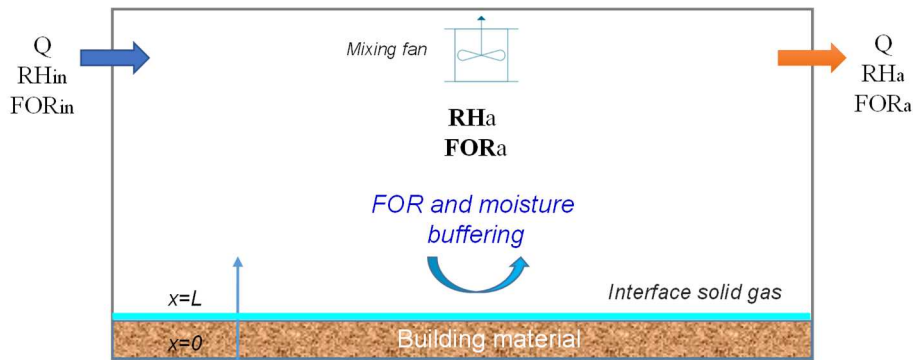 Q
RHin
FORin
Mixing fan
RHa
FORa
Q
RHa
FORa
FOR and moisture
buffering
x=L
Interface solid gas
x=0
Building material